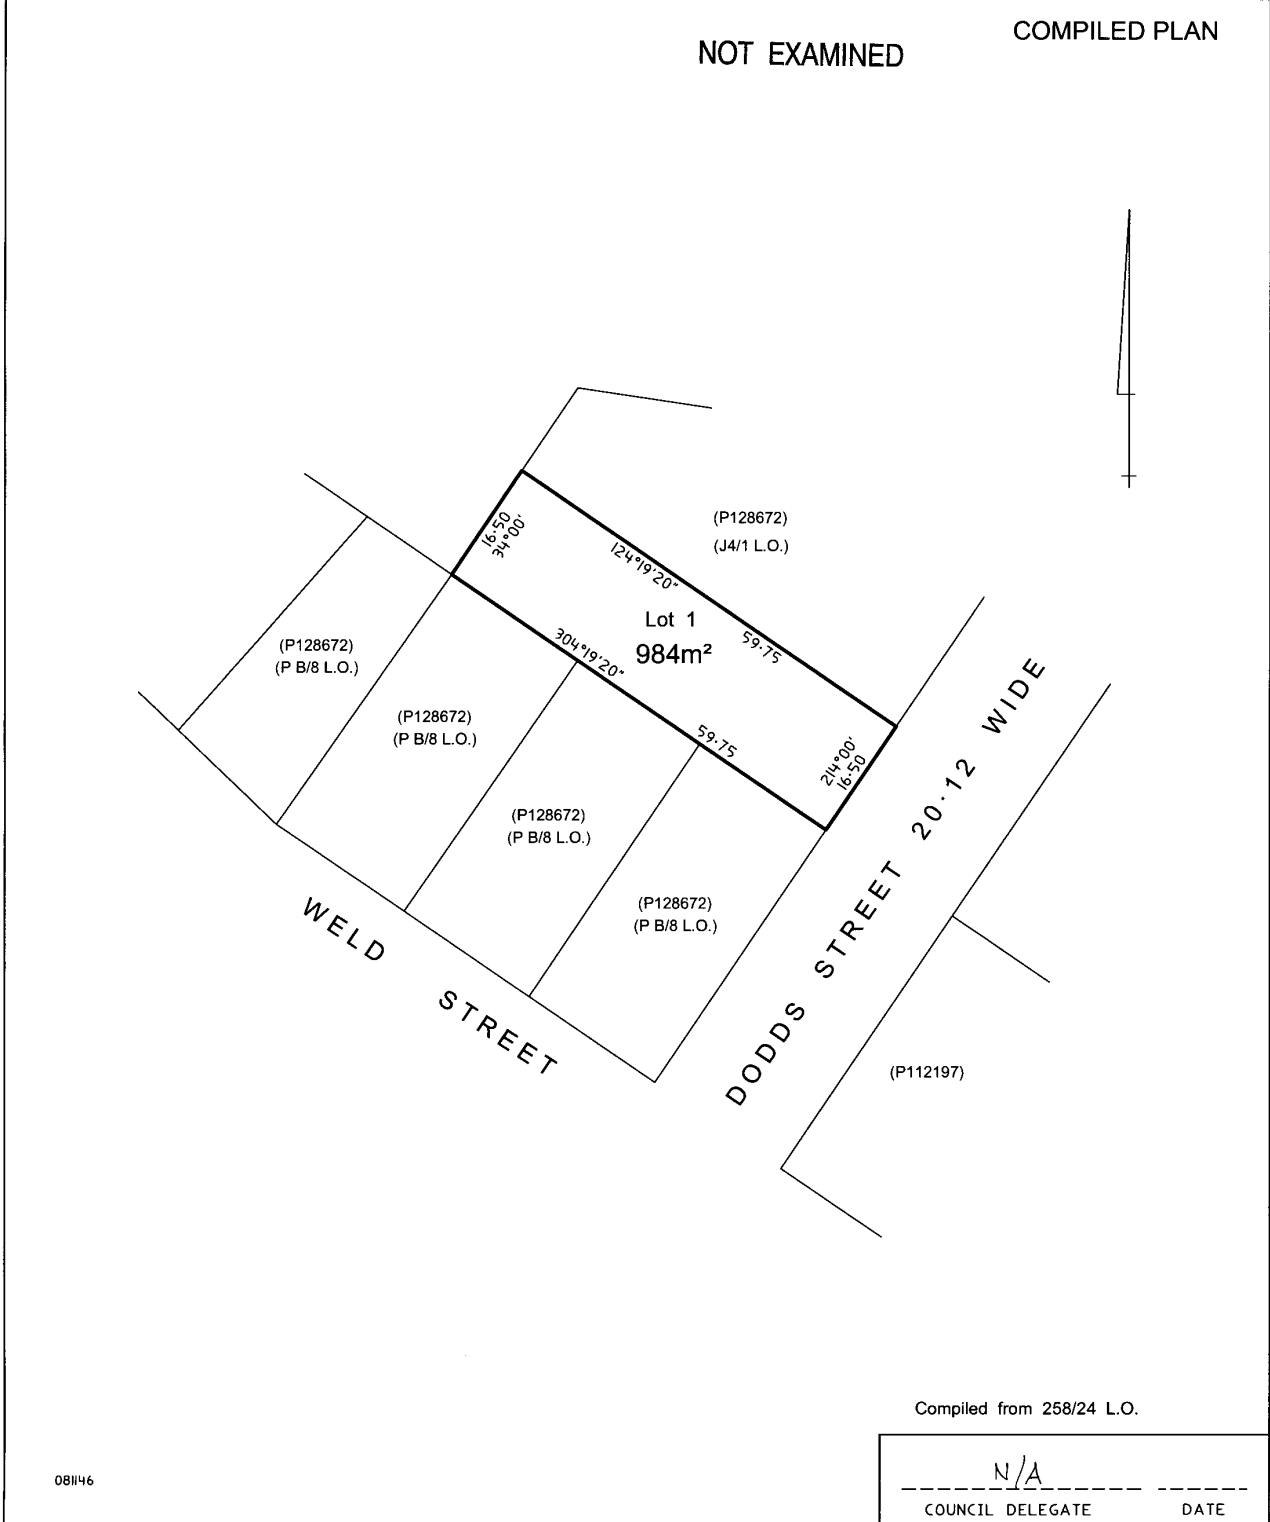 COMPILED PLAN
NOT EXAMINED
16·50
34°00'
124°19'20"
59·75
(P128672)
(J4/1 L.O.)
Lot 1
984m²
304°19'20"
59·75
214°00'
16·50
(P128672)
(P B/8 L.O.)
(P128672)
(P B/8 L.O.)
(P128672)
(P B/8 L.O.)
(P128672)
(P B/8 L.O.)
WELD STREET
DODDS STREET 20·12 WIDE
(P112197)
Compiled from 258/24 L.O.
081146
N/A
COUNCIL DELEGATE DATE